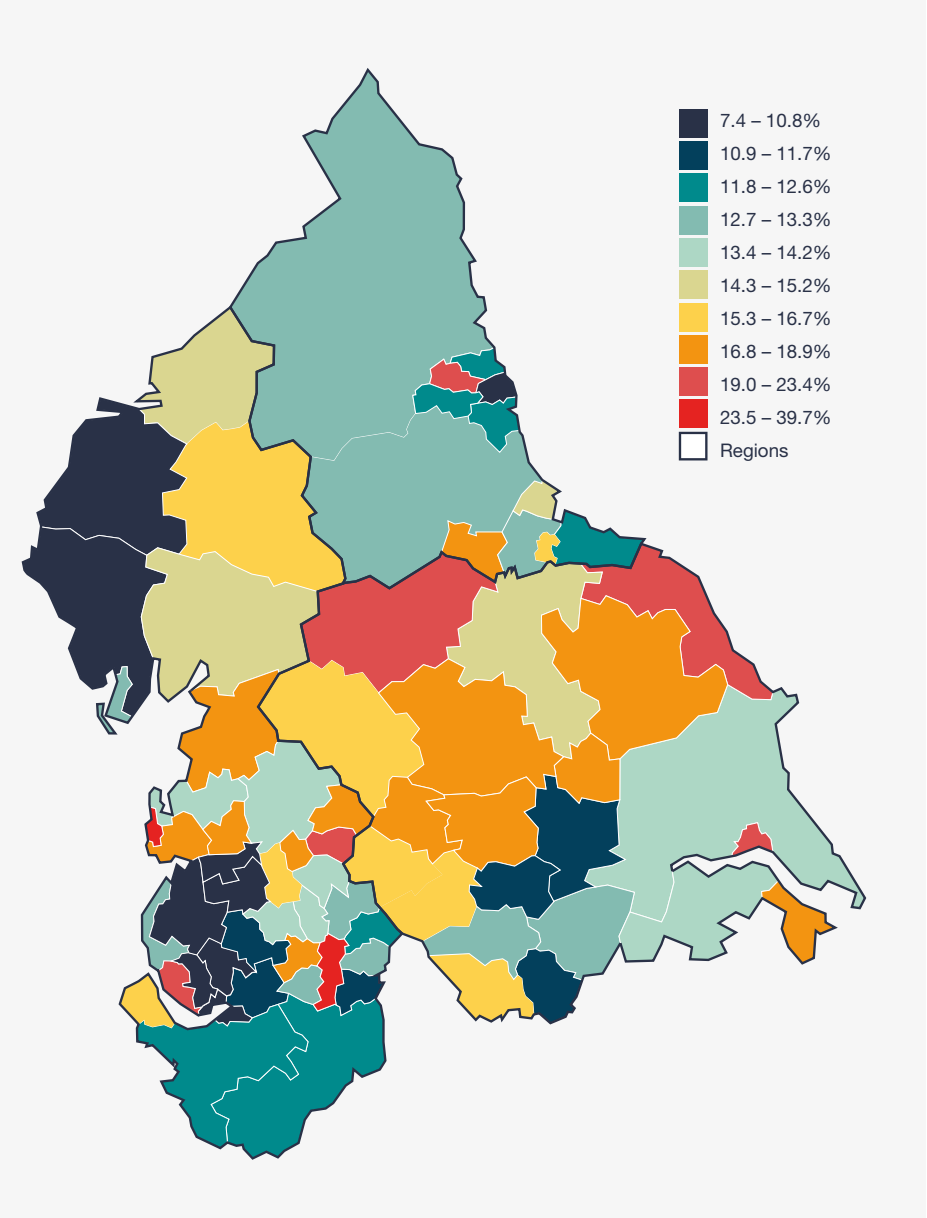 7.4 – 10.8%
10.9 – 11.7%
11.8 – 12.6%
12.7 – 13.3%
13.4 – 14.2%
14.3 – 15.2%
15.3 – 16.7%
16.8 – 18.9%
19.0 – 23.4%
23.5 – 39.7%
Regions